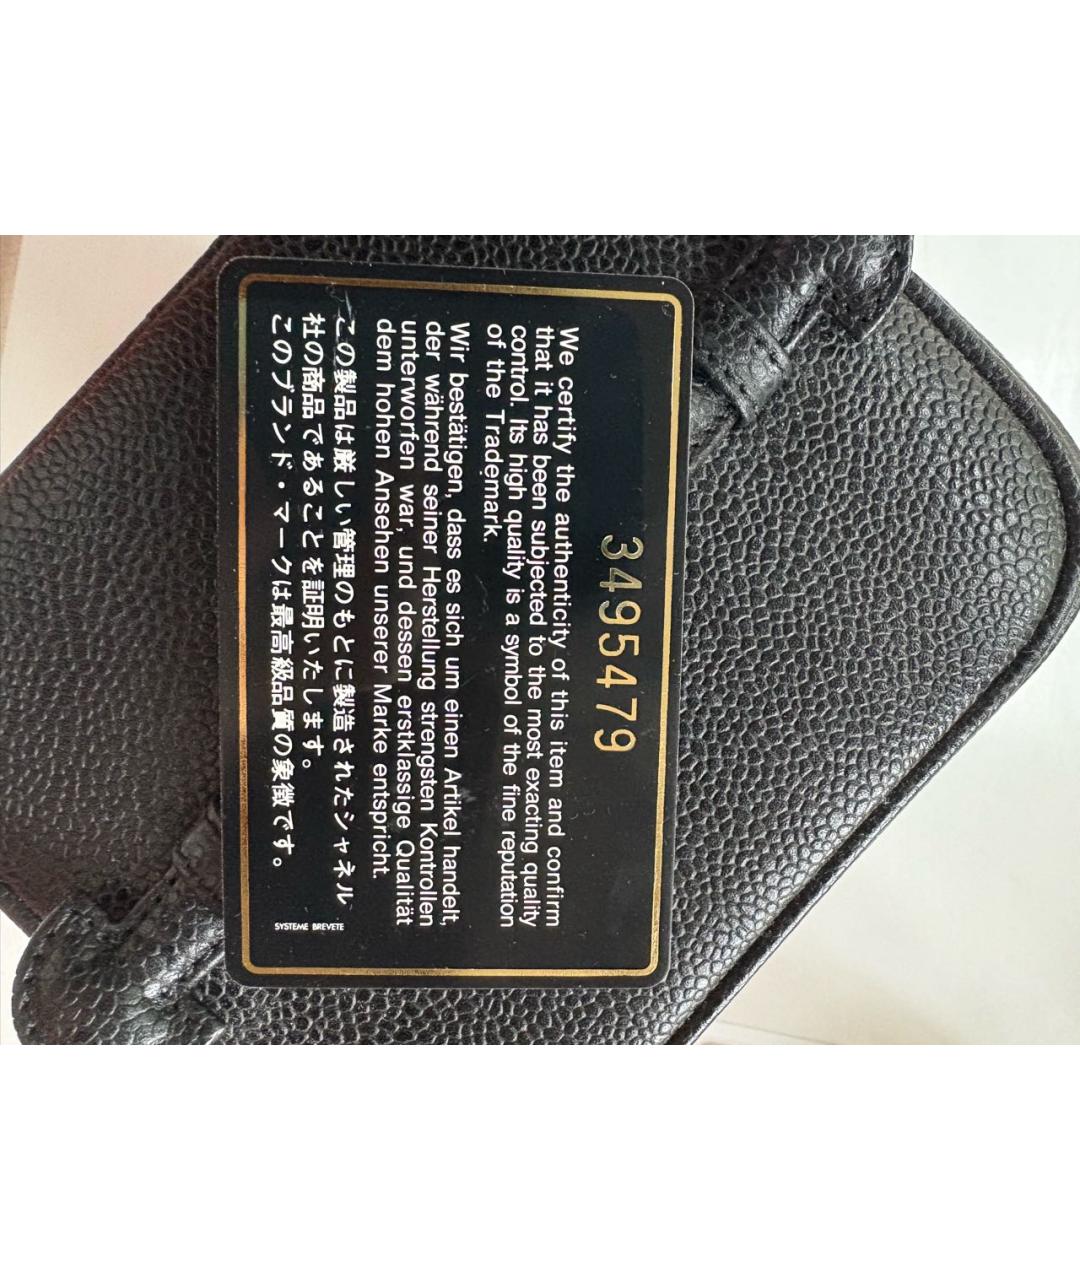 3495479
We certify the authenticity of this item and confirm
that it has been subjected to the most exacting quality
control. Its high quality is a symbol of the fine reputation
of the Trademark.
Wir bestätigen, dass es sich um einen Artikel handelt,
der während seiner Herstellung strengsten Kontrollen
unterworfen war, und dessen erstklassige Qualität
dem hohen Ansehen unserer Marke entspricht.
この製品は厳しい管理のもとに製造されたシャネル
社の商品であることを証明いたします。
このブランド・マークは最高級品質の象徴です。
SYSTEME BREVETE